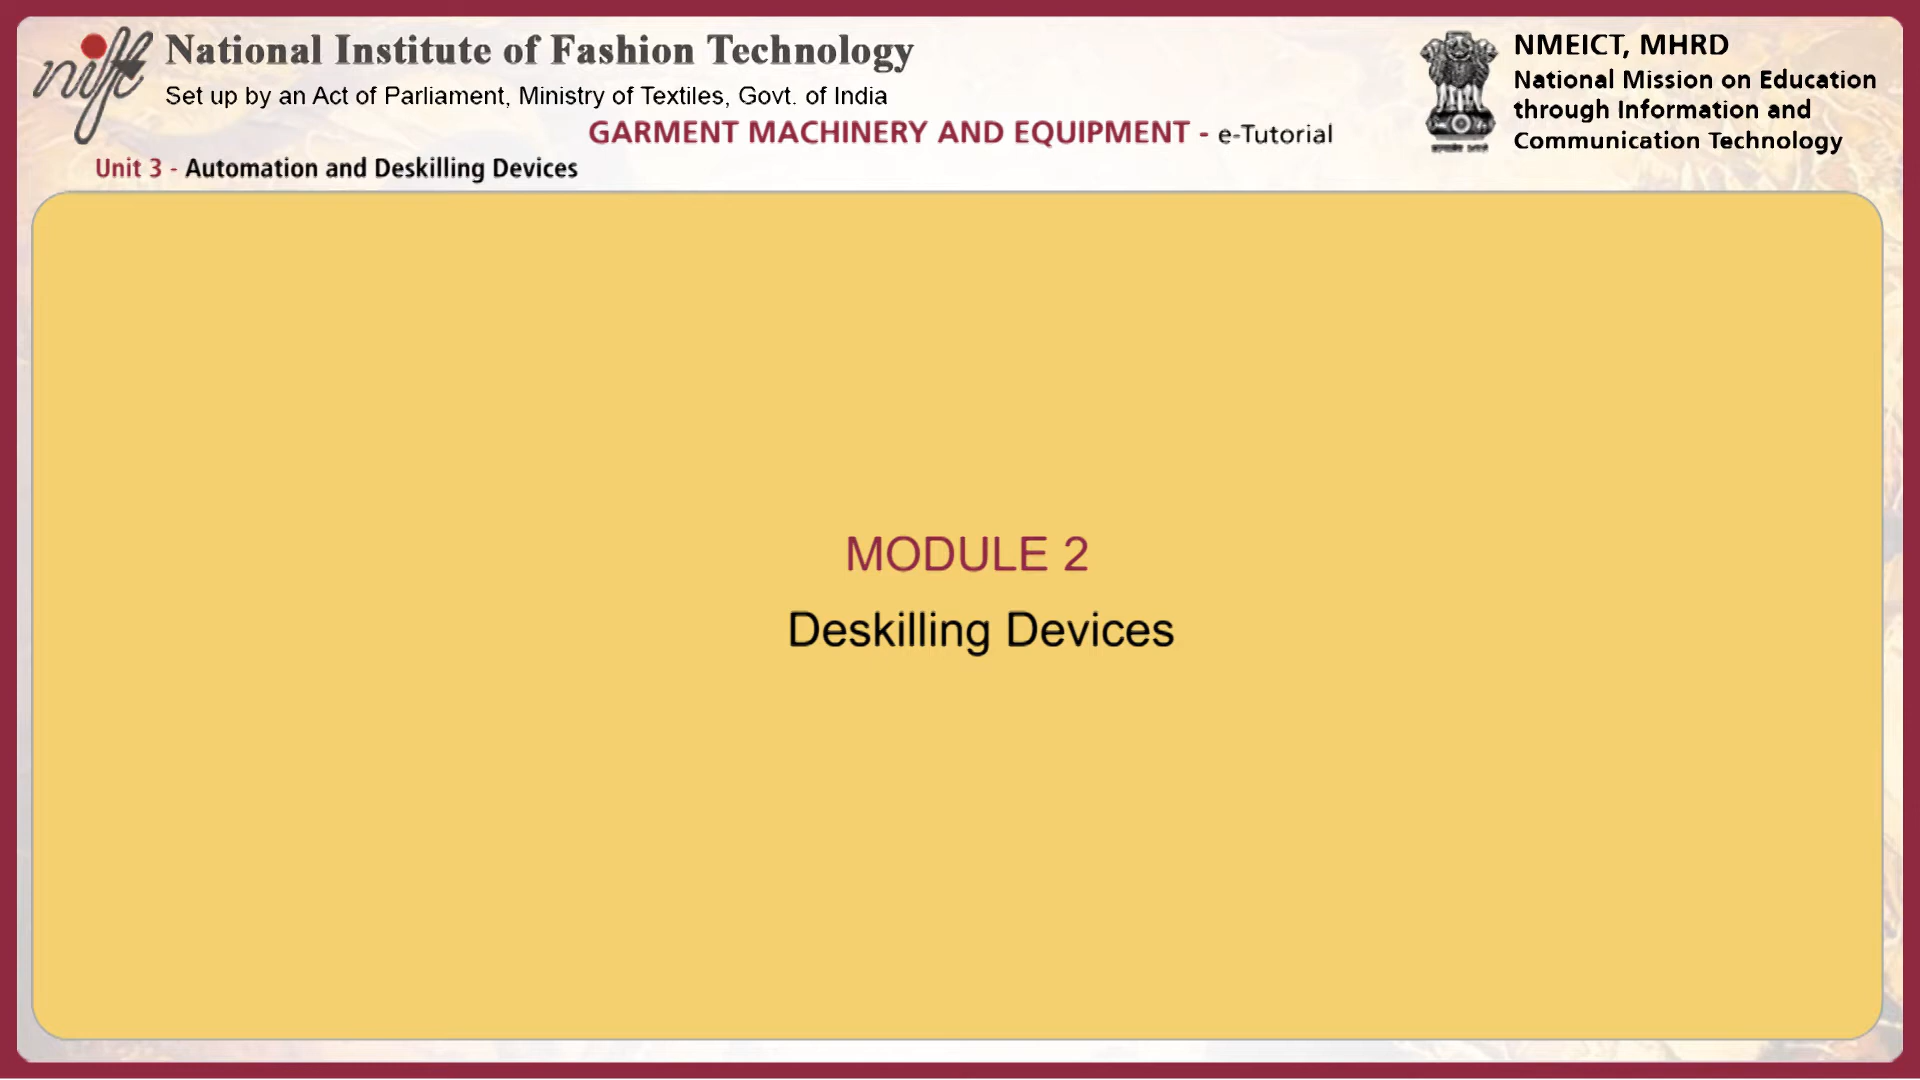 nift
National Institute of Fashion Technology
Set up by an Act of Parliament, Ministry of Textiles, Govt. of India
GARMENT MACHINERY AND EQUIPMENT - e-Tutorial
NMEICT, MHRD
National Mission on Education
through Information and
Communication Technology
Unit 3 - Automation and Deskilling Devices
MODULE 2
Deskilling Devices